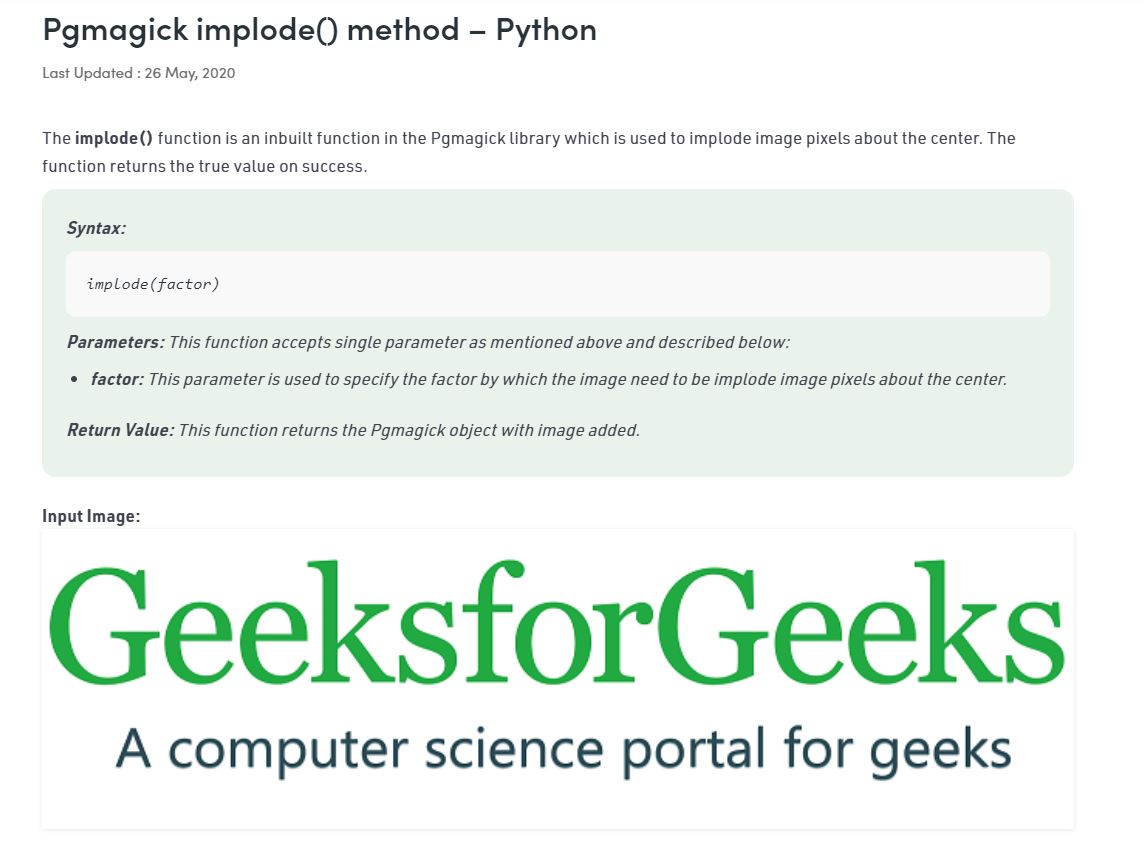 Pgmagick implode() method – Python
Last Updated : 26 May, 2020
The implode() function is an inbuilt function in the Pgmagick library which is used to implode image pixels about the center. The
function returns the true value on success.
Syntax:
implode(factor)
Parameters: This function accepts single parameter as mentioned above and described below:
• factor: This parameter is used to specify the factor by which the image need to be implode image pixels about the center.
Return Value: This function returns the Pgmagick object with image added.
Input Image:
GeeksforGeeks
A computer science portal for geeks